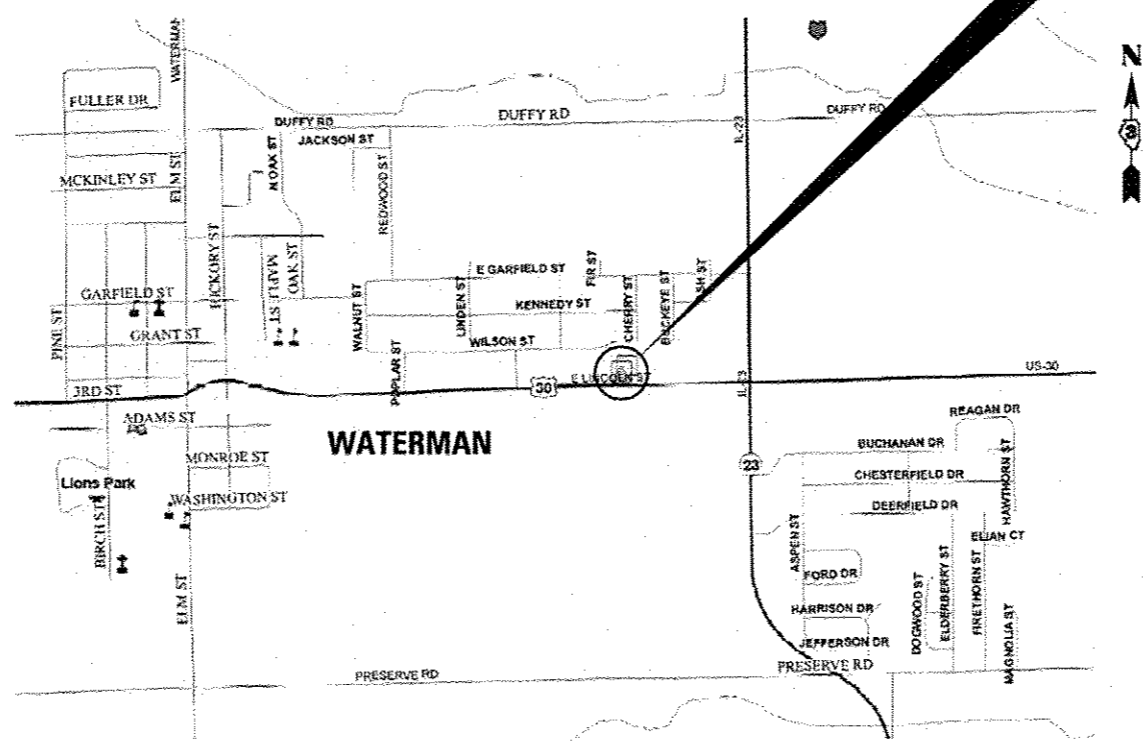 N
3
WATERMAN
FULLER DR
DUFFY RD
DUFFY RD
DUFFY RD
JACKSON ST
IL-23
N OAK ST
ELM ST
MCKINLEY ST
REDWOOD ST
HICKORY ST
MAPLE ST
OAK ST
E GARFIELD ST
FIR ST
GARFIELD ST
WALNUT ST
LINDEN ST
KENNEDY ST
CHERRY ST
BUCKEYE ST
PINE ST
GRANT ST
WILSON ST
POPLAR ST
3RD ST
30
E LINCOLN ST
IL-23
US-30
ADAMS ST
WATERMAN
REAGAN DR
BUCHANAN DR
MONROE ST
23
CHESTERFIELD DR
HAWTHORN ST
Lions Park
WASHINGTON ST
DEERFIELD DR
BIRCH ST
ASPEN ST
ELIAN CT
FORD DR
ELM ST
DOGWOOD ST
ELDERBERRY ST
FIRETHORN ST
HARRISON DR
MAGNOLIA ST
JEFFERSON DR
PRESERVE RD
PRESERVE RD